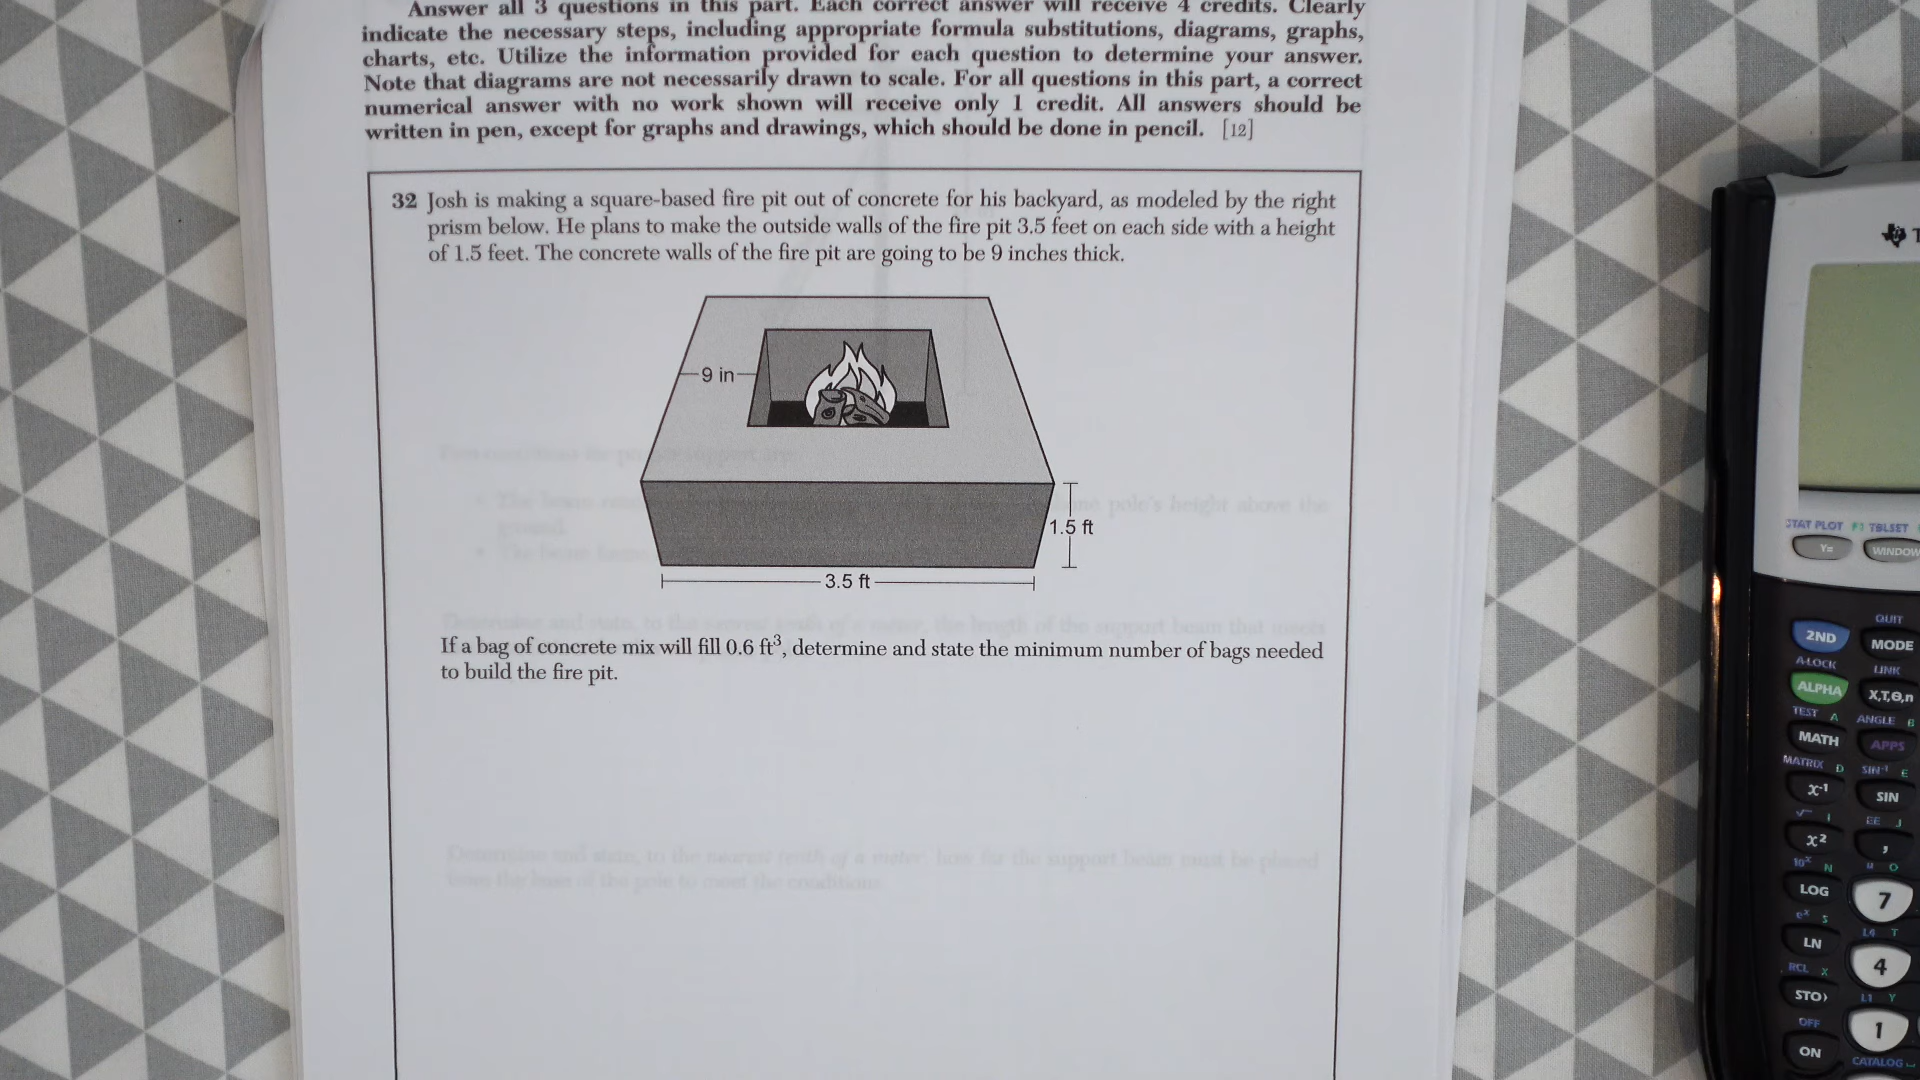 Answer all 3 questions in this part. Each correct answer will receive 4 credits. Clearly
indicate the necessary steps, including appropriate formula substitutions, diagrams, graphs,
charts, etc. Utilize the information provided for each question to determine your answer.
Note that diagrams are not necessarily drawn to scale. For all questions in this part, a correct
numerical answer with no work shown will receive only 1 credit. All answers should be
written in pen, except for graphs and drawings, which should be done in pencil. [12]
32 Josh is making a square-based fire pit out of concrete for his backyard, as modeled by the right
prism below. He plans to make the outside walls of the fire pit 3.5 feet on each side with a height
of 1.5 feet. The concrete walls of the fire pit are going to be 9 inches thick.
9 in
1.5 ft
3.5 ft
If a bag of concrete mix will fill 0.6 ft³, determine and state the minimum number of bags needed
to build the fire pit.
STAT PLOT F1 TBLSET
Y= WINDOW
QUIT
2ND MODE
A-LOCK LINK
ALPHA X,T,Θ,n
TEST A ANGLE B
MATH APPS
MATRIX D SIN⁻¹ E
x⁻¹ SIN
√ I EE J
x² ,
10ˣ N u O
LOG 7
eˣ S L4 T
LN 4
RCL X L1 Y
STO› 1
OFF
ON CATALOG